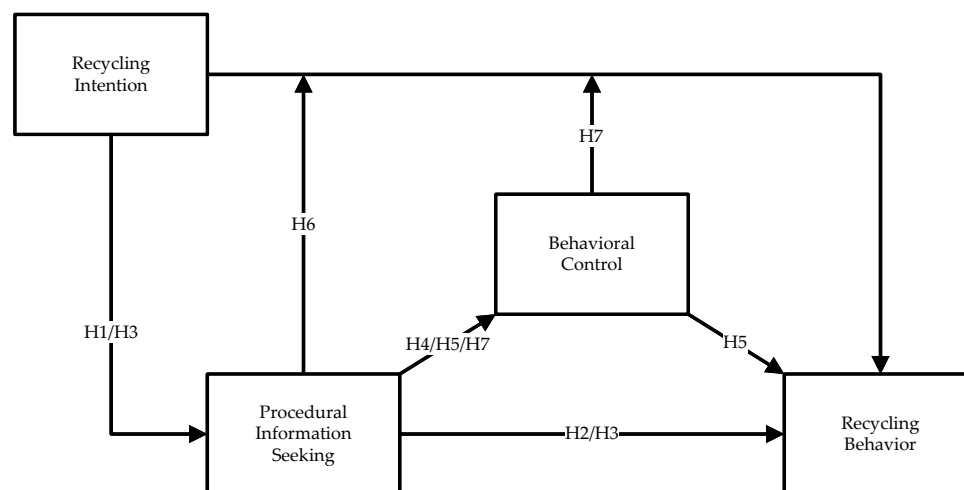 Recycling
Intention
H7
H6
Behavioral
Control
H1/H3
H4/H5/H7
H5
Procedural
Information
Seeking
H2/H3
Recycling
Behavior